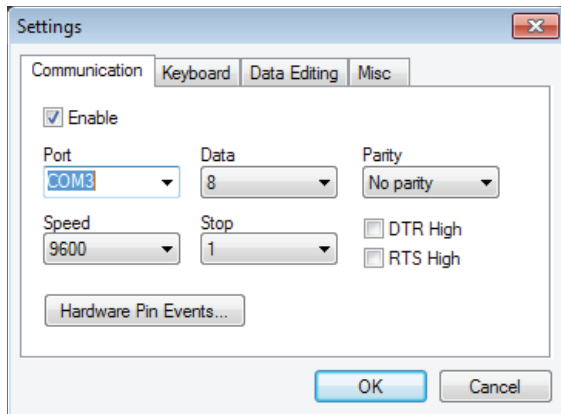 Settings
Communication Keyboard Data Editing Misc
Enable
Port Data Parity
COM3 8 No parity
Speed Stop DTR High
9600 1 RTS High
Hardware Pin Events...
OK Cancel